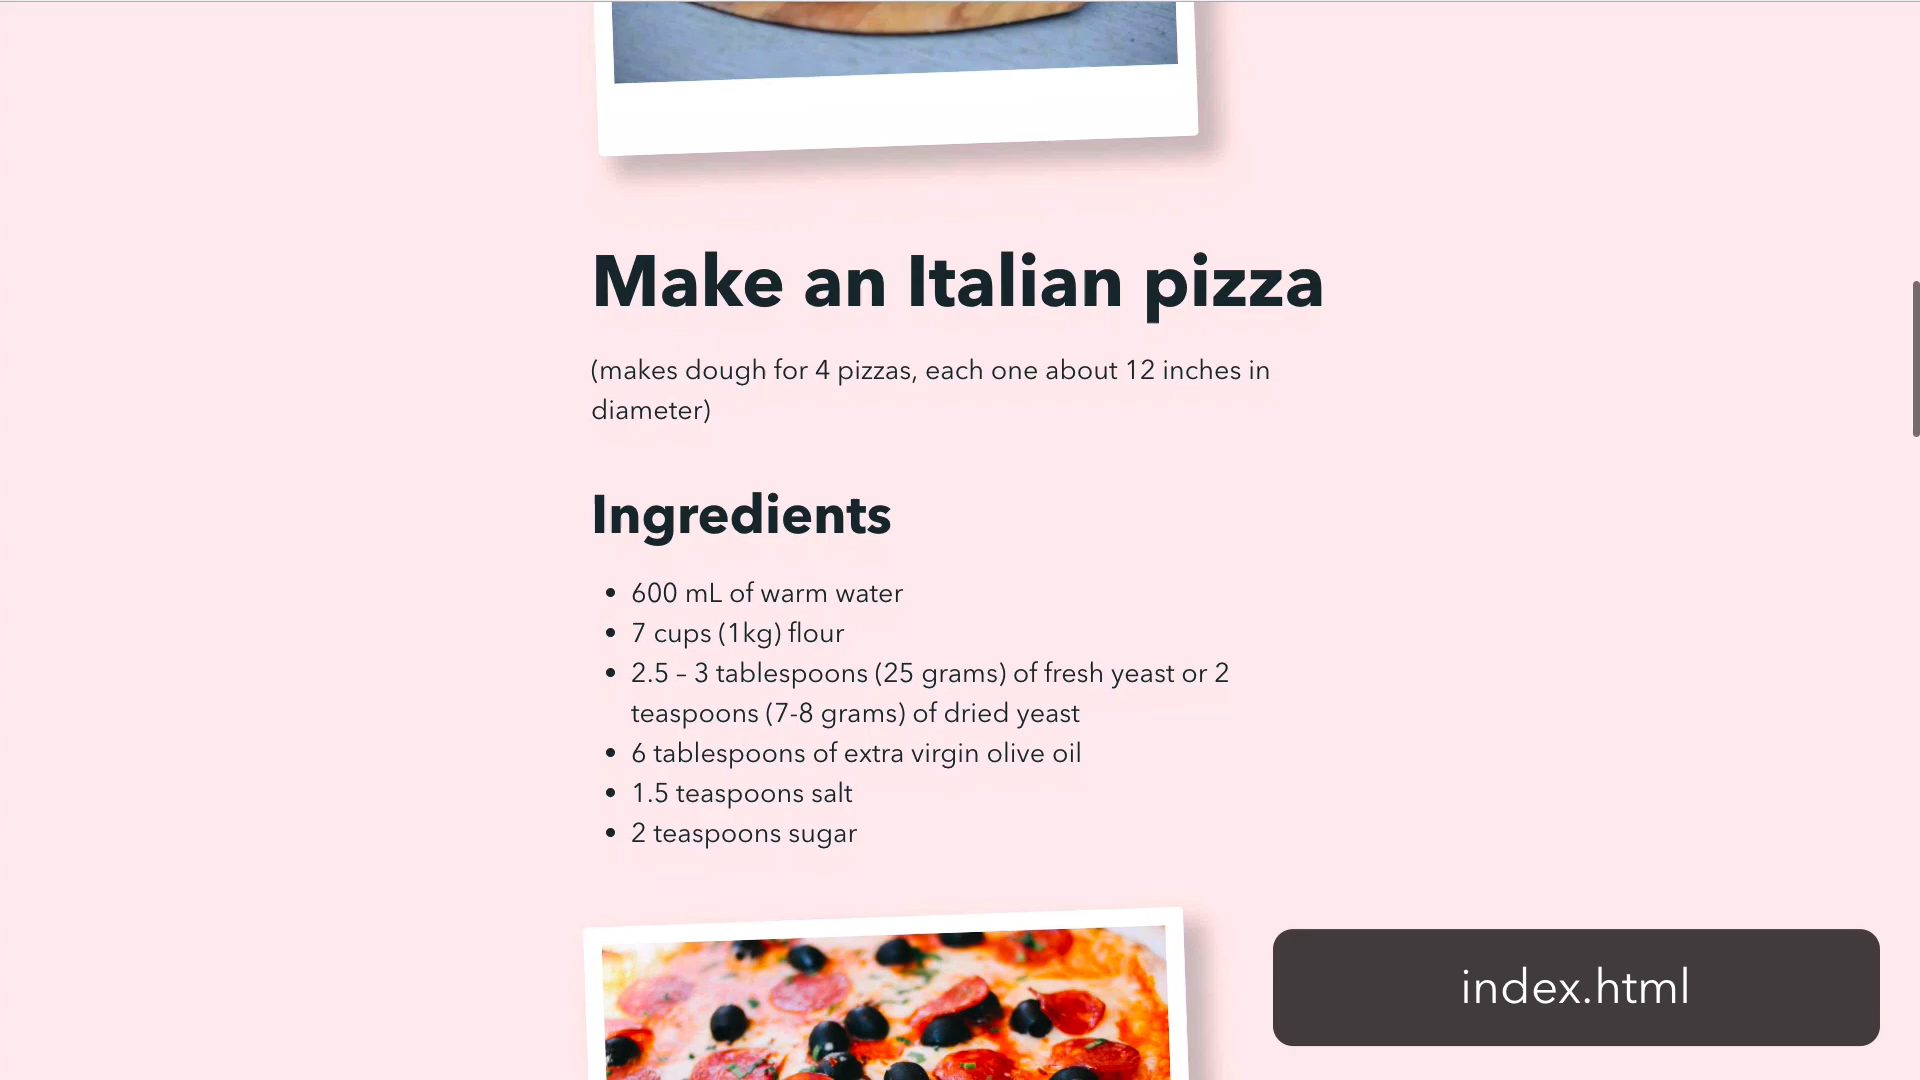 Make an Italian pizza
(makes dough for 4 pizzas, each one about 12 inches in
diameter)
Ingredients
• 600 mL of warm water
• 7 cups (1kg) flour
• 2.5 – 3 tablespoons (25 grams) of fresh yeast or 2
teaspoons (7-8 grams) of dried yeast
• 6 tablespoons of extra virgin olive oil
• 1.5 teaspoons salt
• 2 teaspoons sugar
index.html